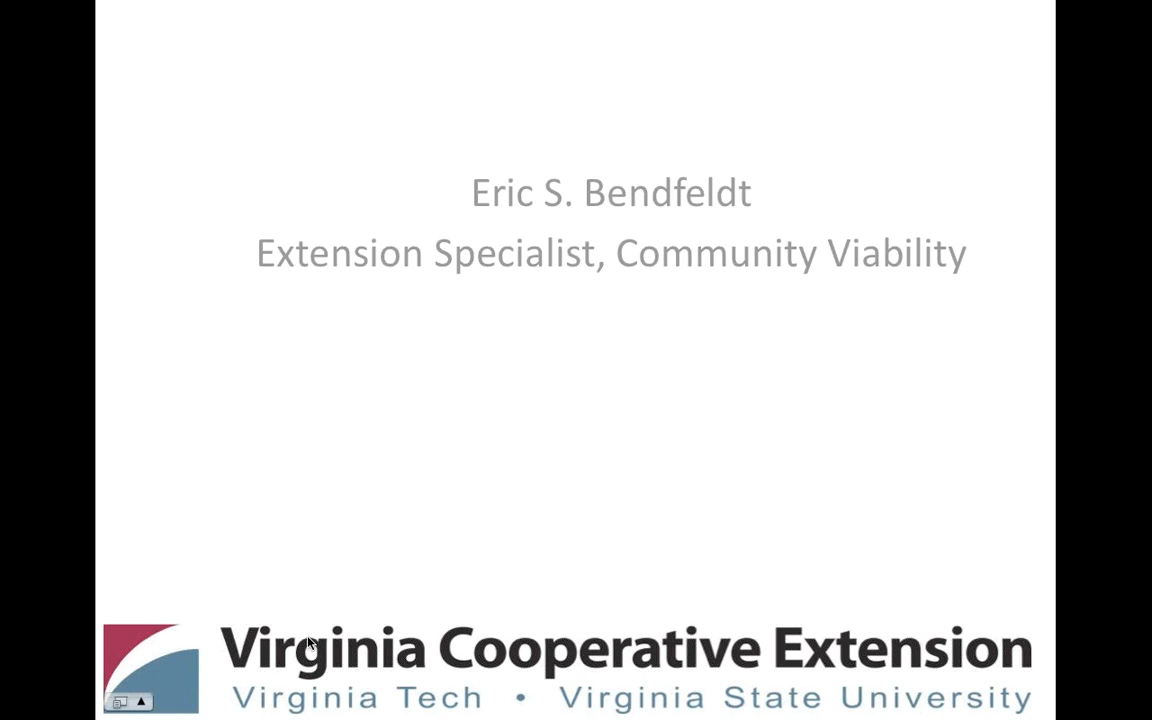 Eric S. Bendfeldt
Extension Specialist, Community Viability
Virginia Cooperative Extension
Virginia Tech • Virginia State University